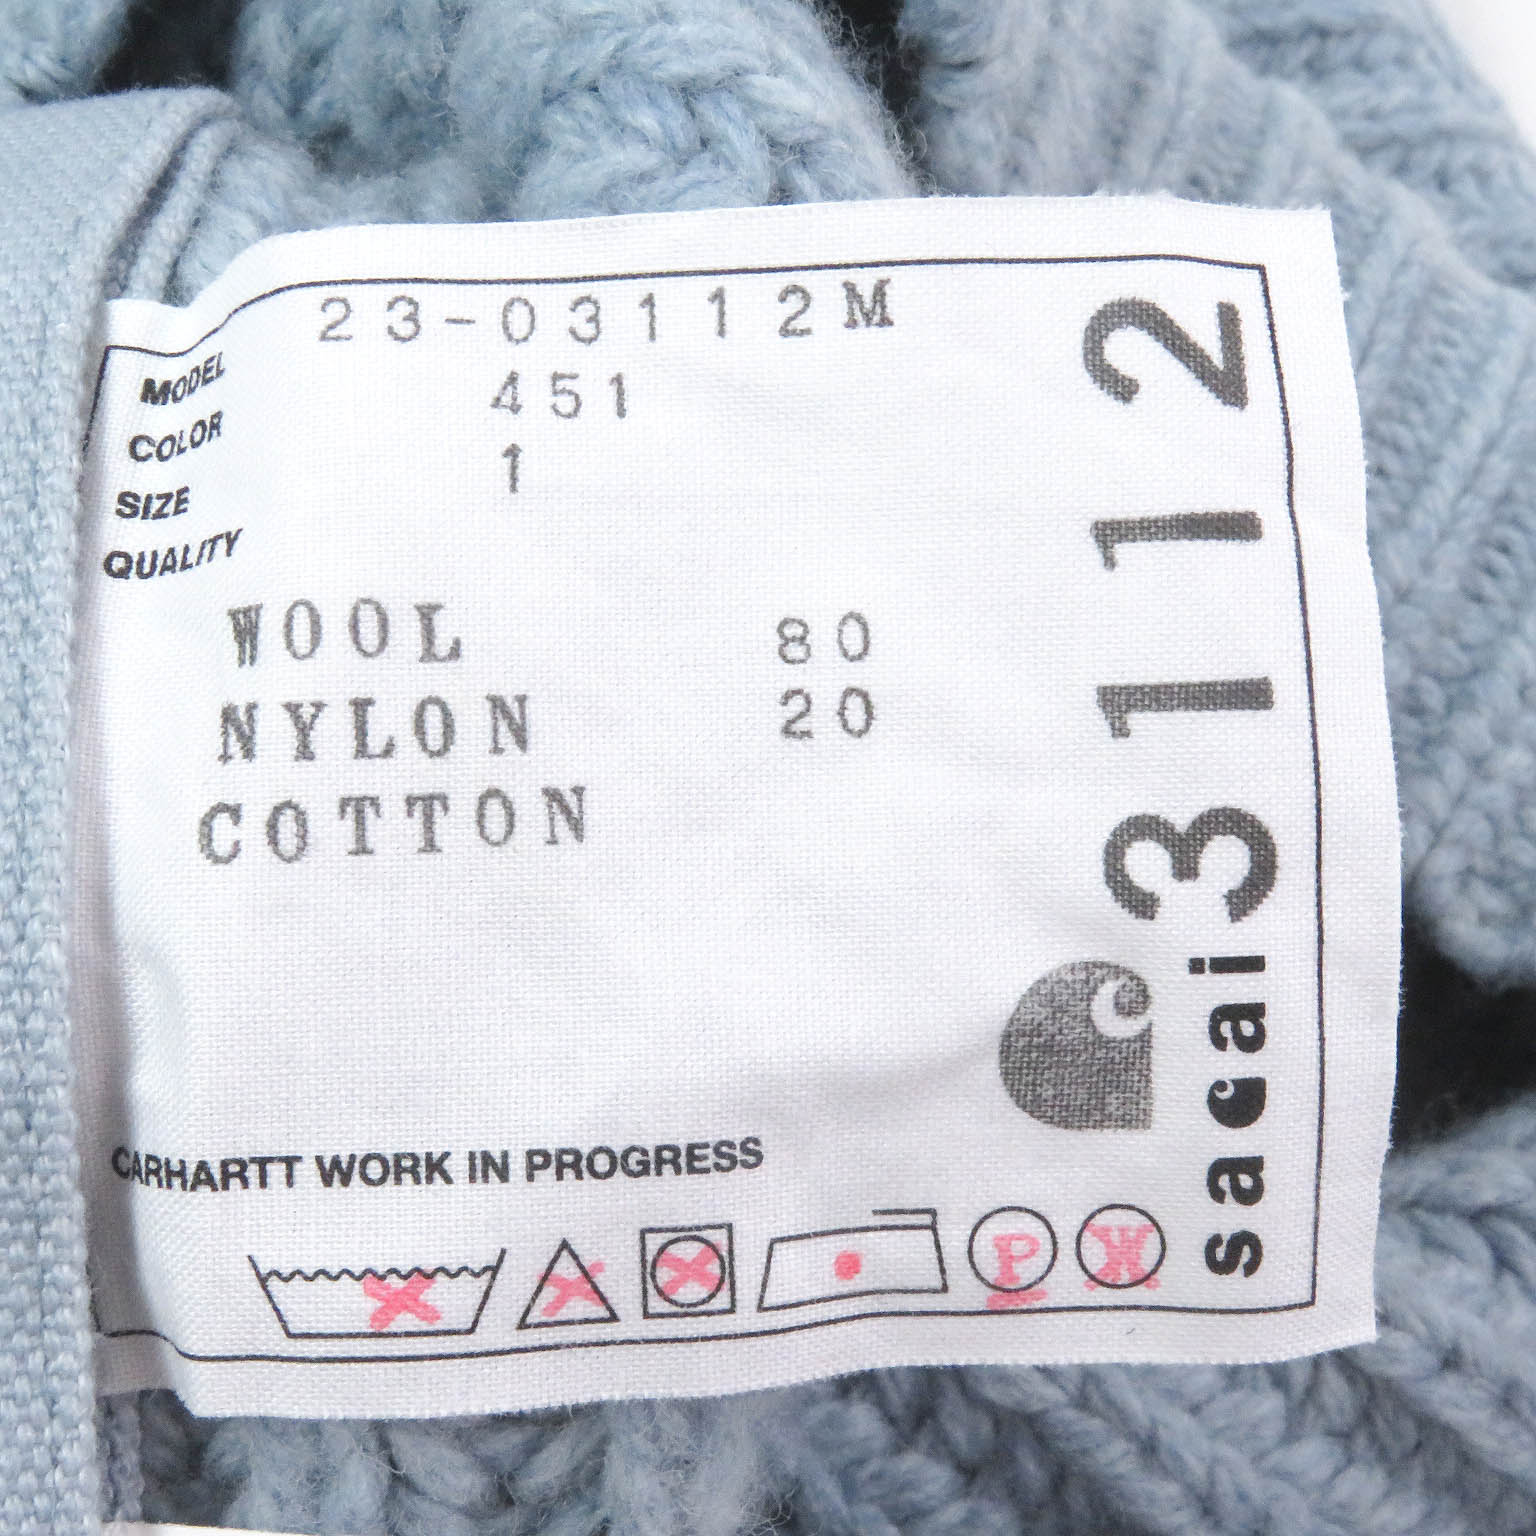 MODEL 23-03112M
COLOR 451
SIZE 1
QUALITY
WOOL 80
NYLON 20
COTTON
CARHARTT WORK IN PROGRESS
P W
sacai 3112